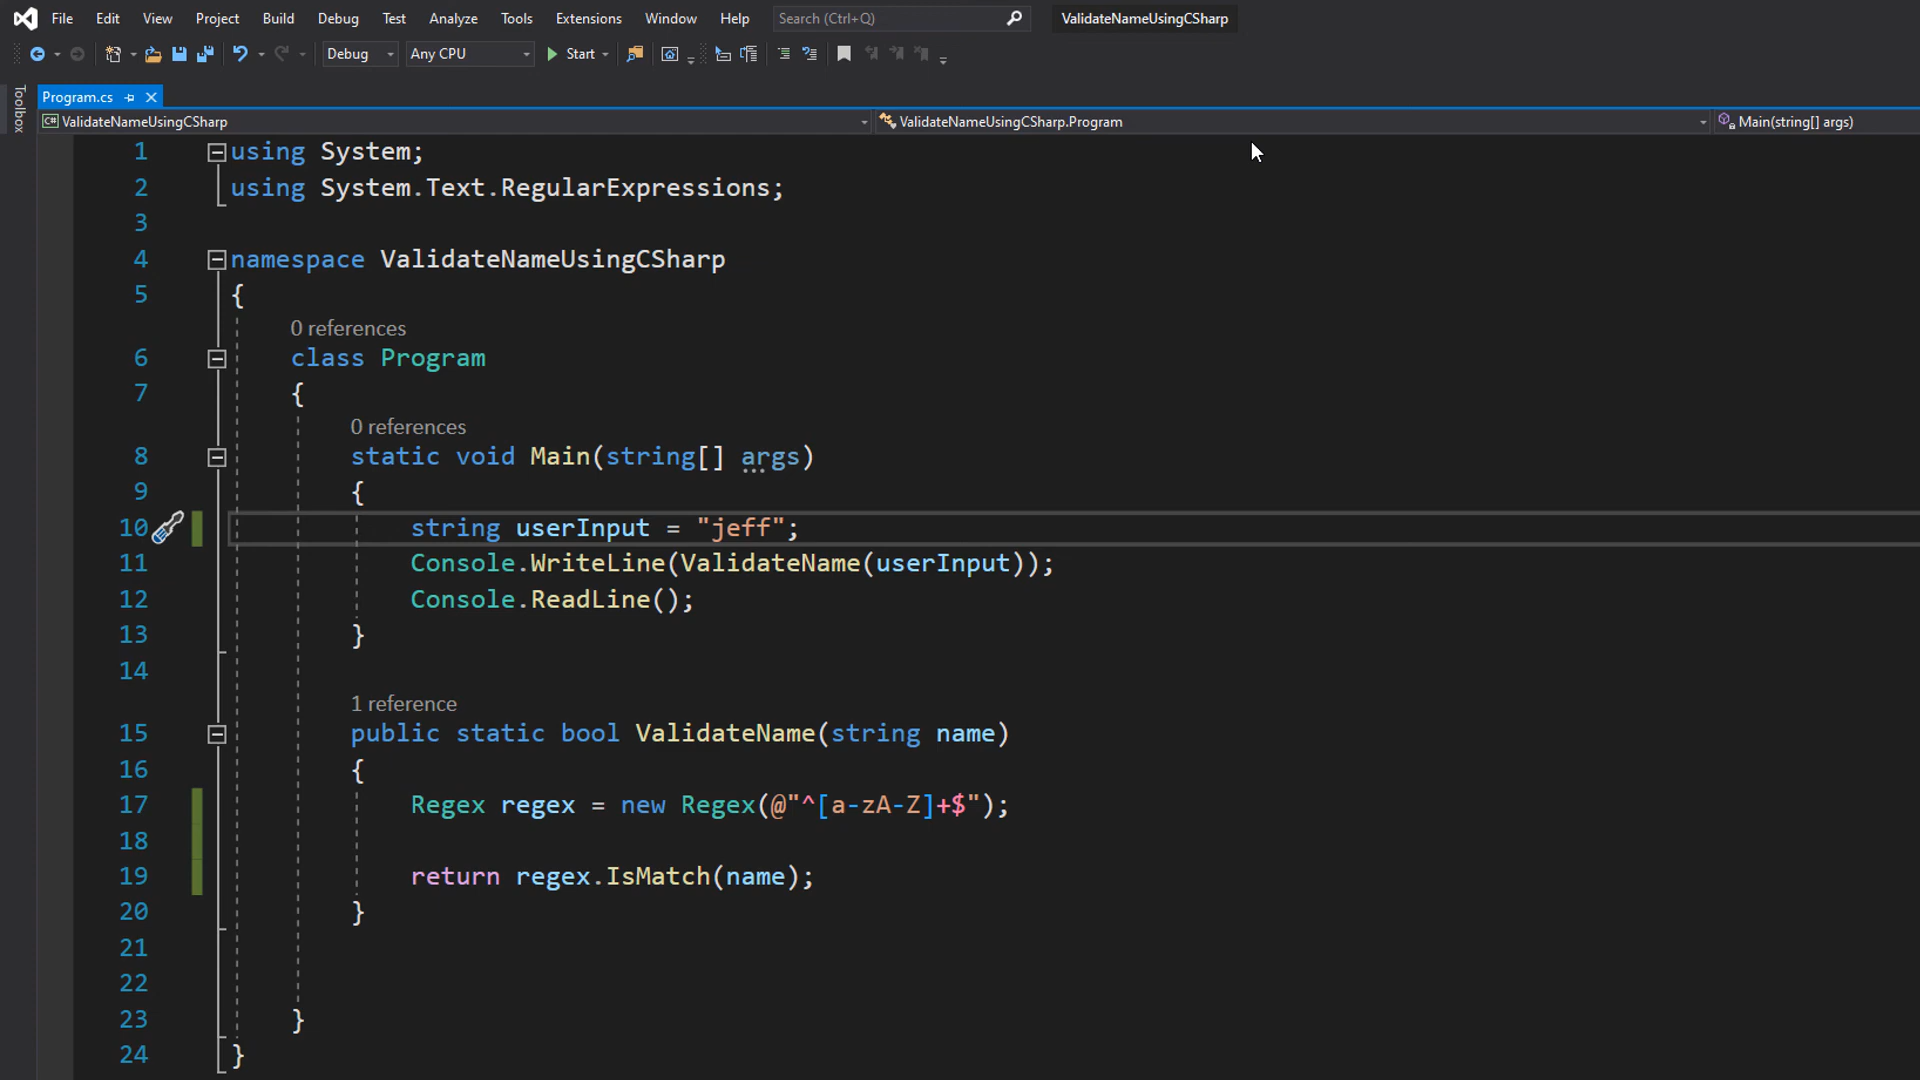 File Edit View Project Build Debug Test Analyze Tools Extensions Window Help Search (Ctrl+Q) ValidateNameUsingCSharp
Debug Any CPU Start
Toolbox
Program.cs
C# ValidateNameUsingCSharp ValidateNameUsingCSharp.Program Main(string[] args)
1 using System;
2 using System.Text.RegularExpressions;
3
4 namespace ValidateNameUsingCSharp
5 {
0 references
6 class Program
7 {
0 references
8 static void Main(string[] args)
9 {
10 string userInput = "jeff";
11 Console.WriteLine(ValidateName(userInput));
12 Console.ReadLine();
13 }
14
1 reference
15 public static bool ValidateName(string name)
16 {
17 Regex regex = new Regex(@"^[a-zA-Z]+$");
18
19 return regex.IsMatch(name);
20 }
21
22
23 }
24 }